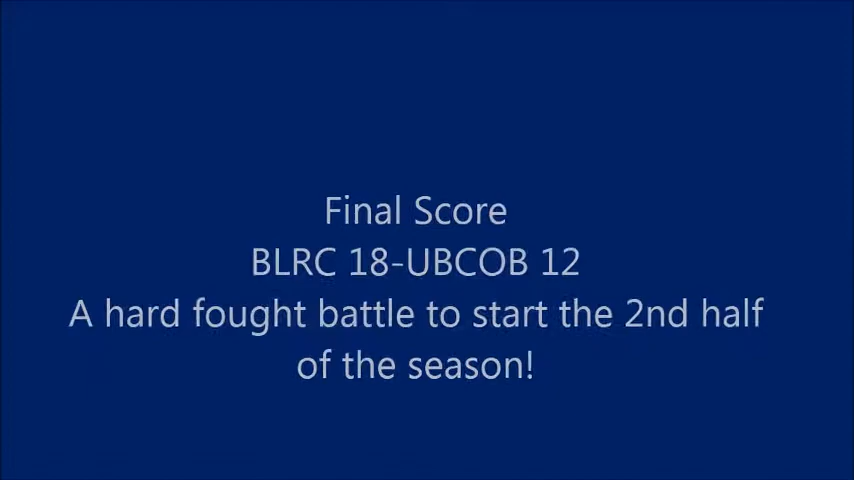 Final Score
BLRC 18-UBCOB 12
A hard fought battle to start the 2nd half
of the season!